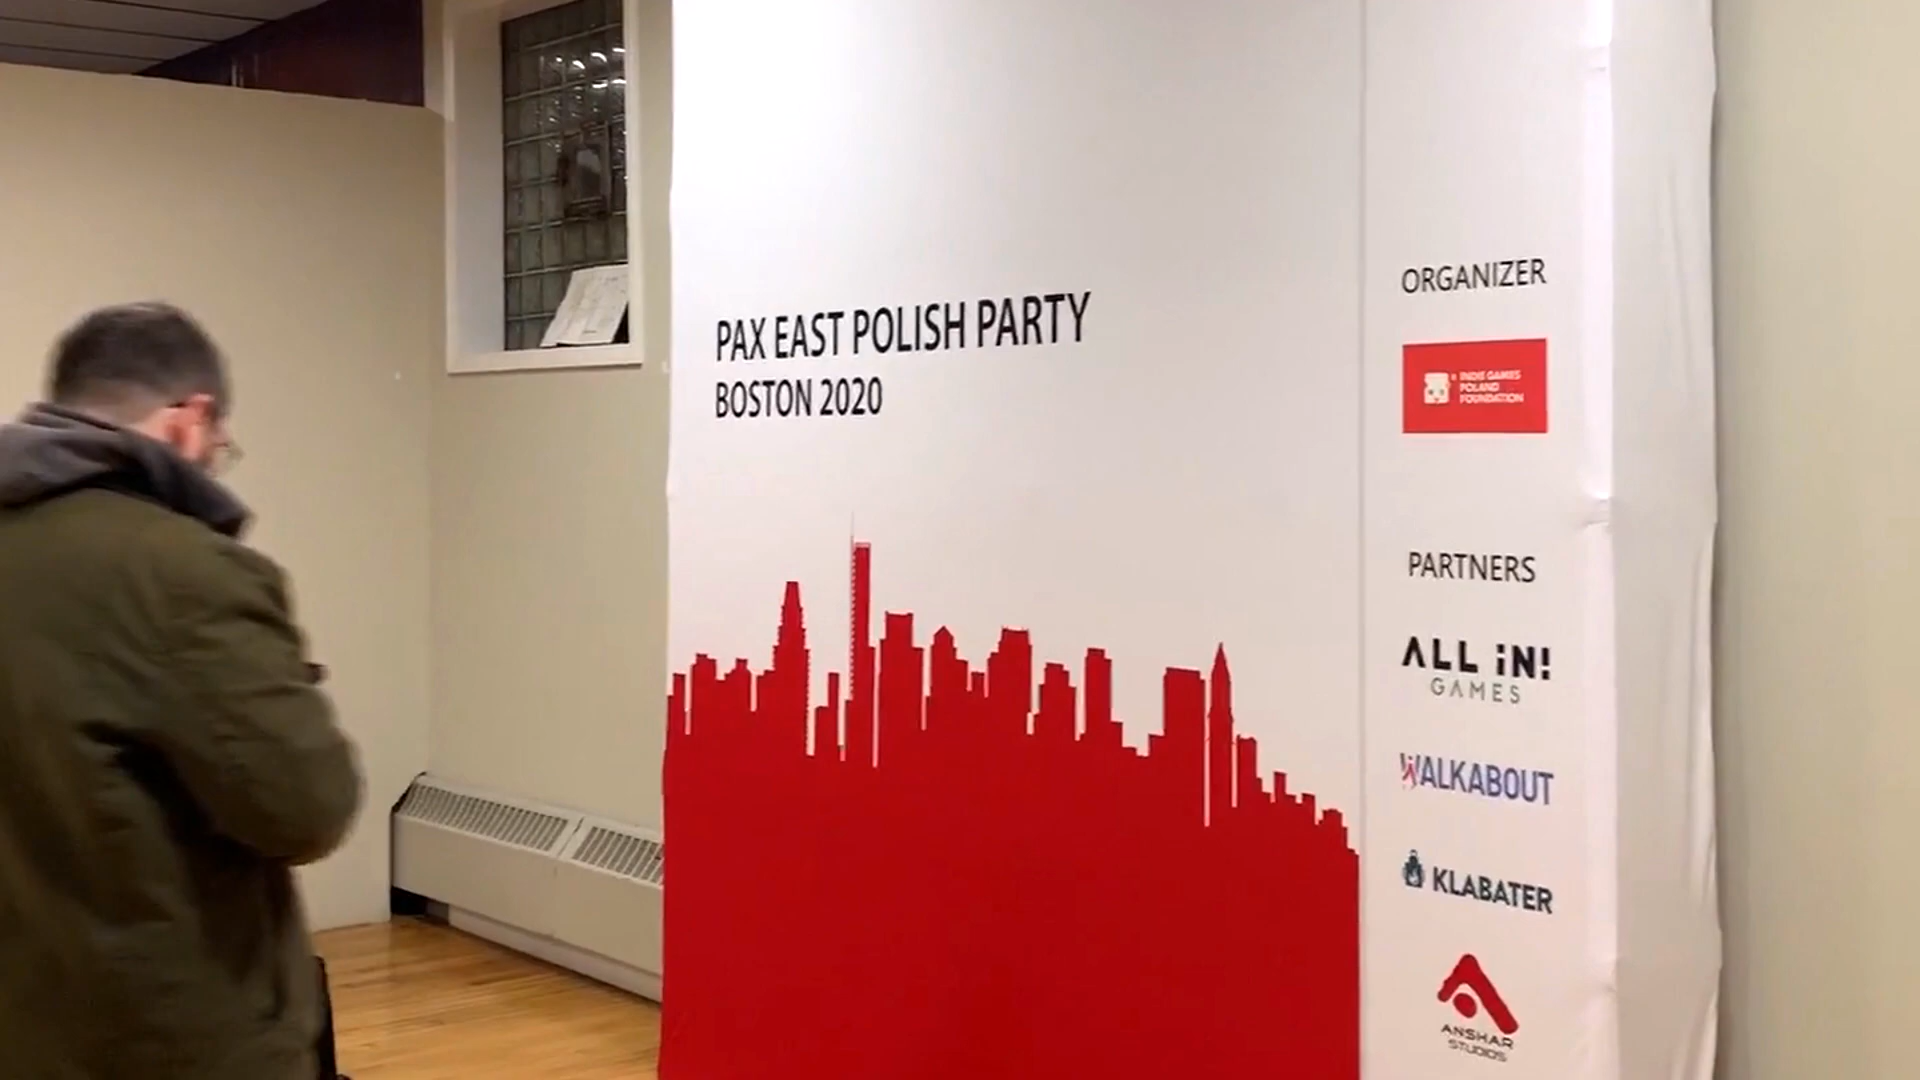 PAX EAST POLISH PARTY
BOSTON 2020
ORGANIZER
INDIE GAMES
POLAND
FOUNDATION
PARTNERS
ALL iN!
GAMES
WALKABOUT
KLABATER
ANSHAR
STUDIOS